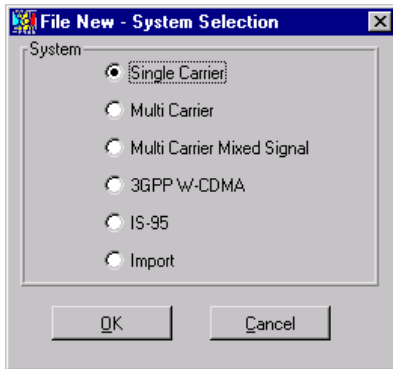 File New - System Selection
System
Single Carrier
Multi Carrier
Multi Carrier Mixed Signal
3GPP W-CDMA
IS-95
Import
OK
Cancel